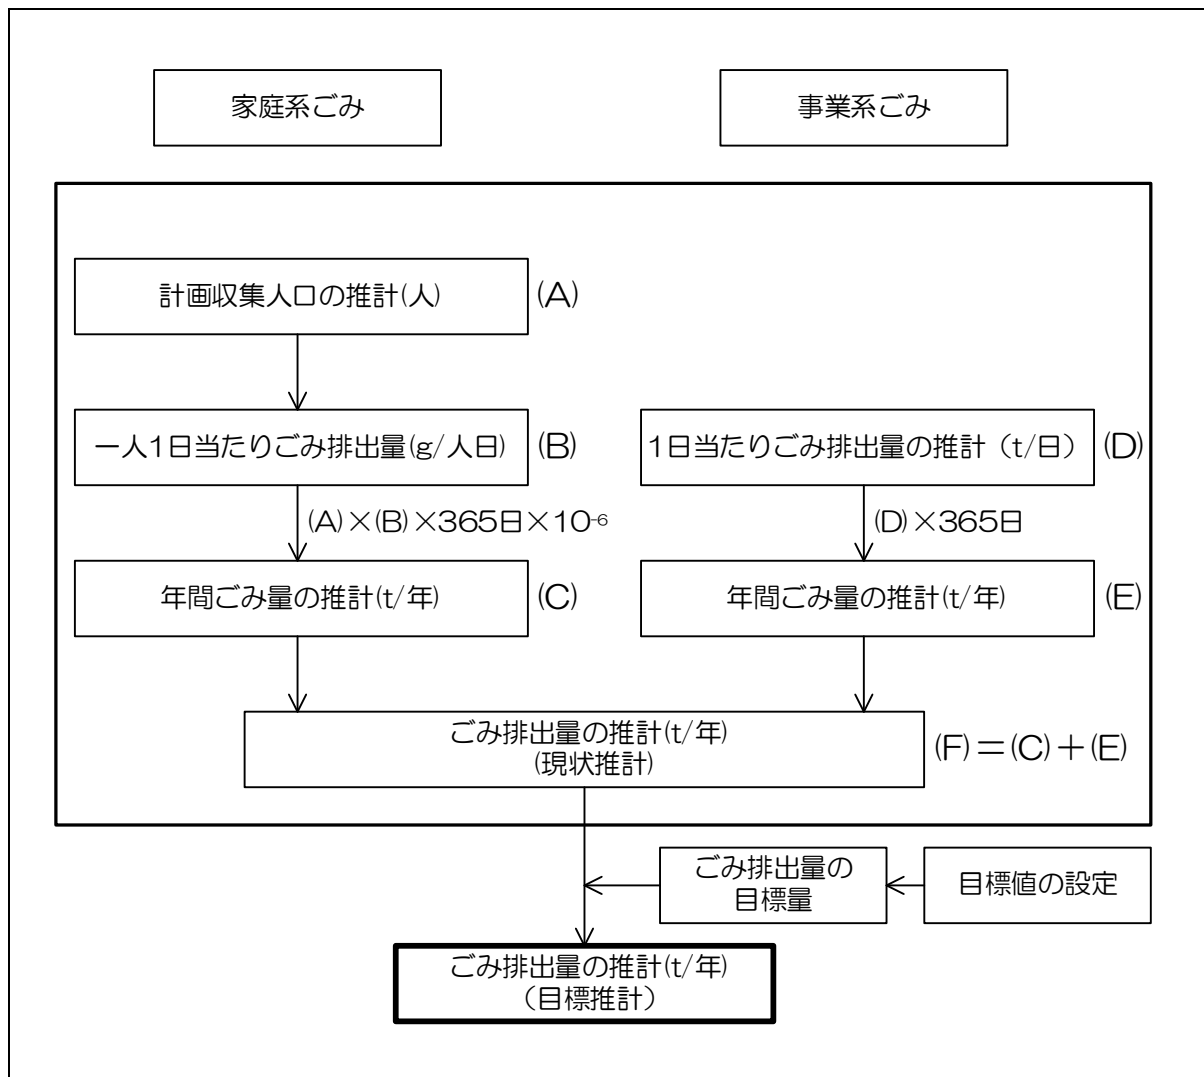 家庭系ごみ
事業系ごみ
計画収集人口の推計(人)
(A)
一人1日当たりごみ排出量(g/人日)
(B)
1日当たりごみ排出量の推計（t/日）
(D)
(A)×(B)×365日×10⁻⁶
(D)×365日
年間ごみ量の推計(t/年)
(C)
年間ごみ量の推計(t/年)
(E)
ごみ排出量の推計(t/年)
(現状推計)
(F)＝(C)＋(E)
ごみ排出量の
目標量
目標値の設定
ごみ排出量の推計(t/年)
（目標推計）